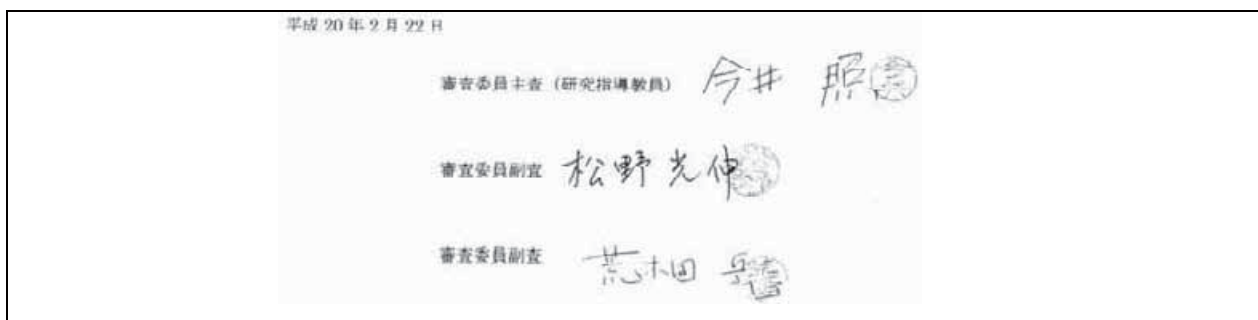 平成20年2月22日
審査委員主査（研究指導教員） 今井 照
審査委員副査 松野光伸
審査委員副査 荒木田 岳